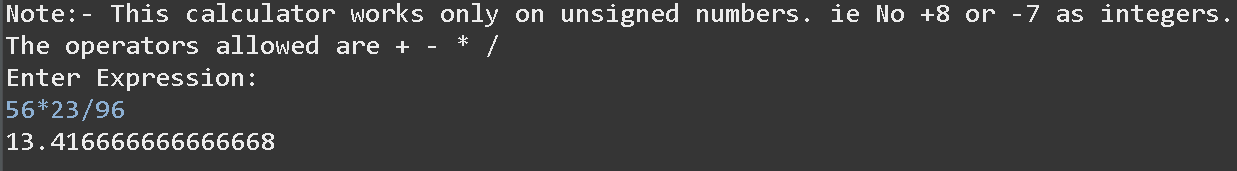 Note:- This calculator works only on unsigned numbers. ie No +8 or -7 as integers.
The operators allowed are + - * /
Enter Expression:
56*23/96
13.416666666666668